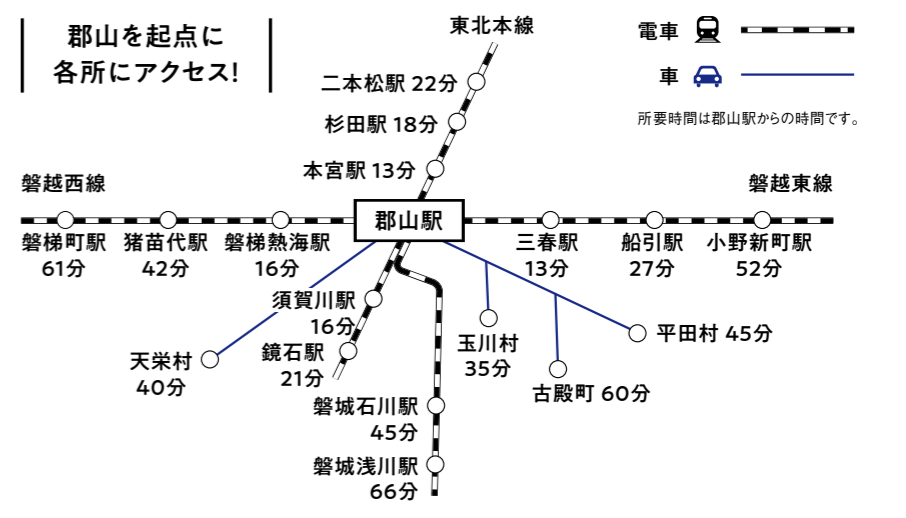 郡山を起点に
各所にアクセス!
東北本線
電車
車
所要時間は郡山駅からの時間です。
二本松駅 22分
杉田駅 18分
本宮駅 13分
磐越西線
磐越東線
郡山駅
磐梯町駅
61分
猪苗代駅
42分
磐梯熱海駅
16分
三春駅
13分
船引駅
27分
小野新町駅
52分
須賀川駅
16分
鏡石駅
21分
天栄村
40分
玉川村
35分
平田村 45分
古殿町 60分
磐城石川駅
45分
磐城浅川駅
66分